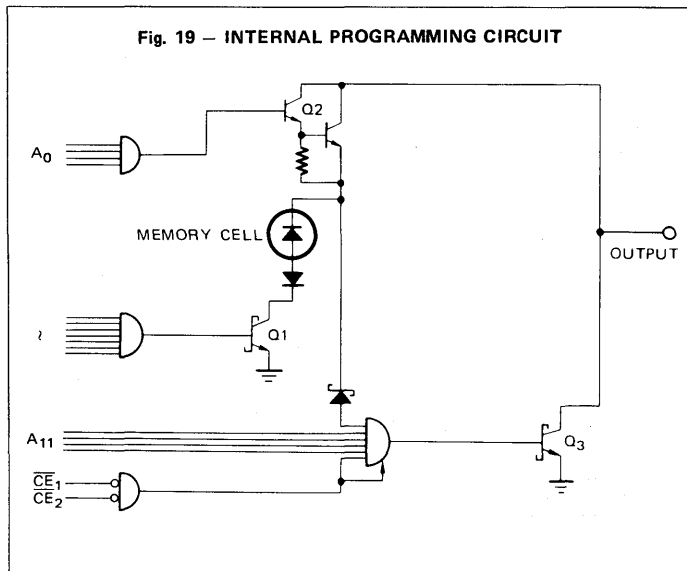 Fig. 19 – INTERNAL PROGRAMMING CIRCUIT
Q2
A0
MEMORY CELL
OUTPUT
~
Q1
A11
Q3
CE1
CE2